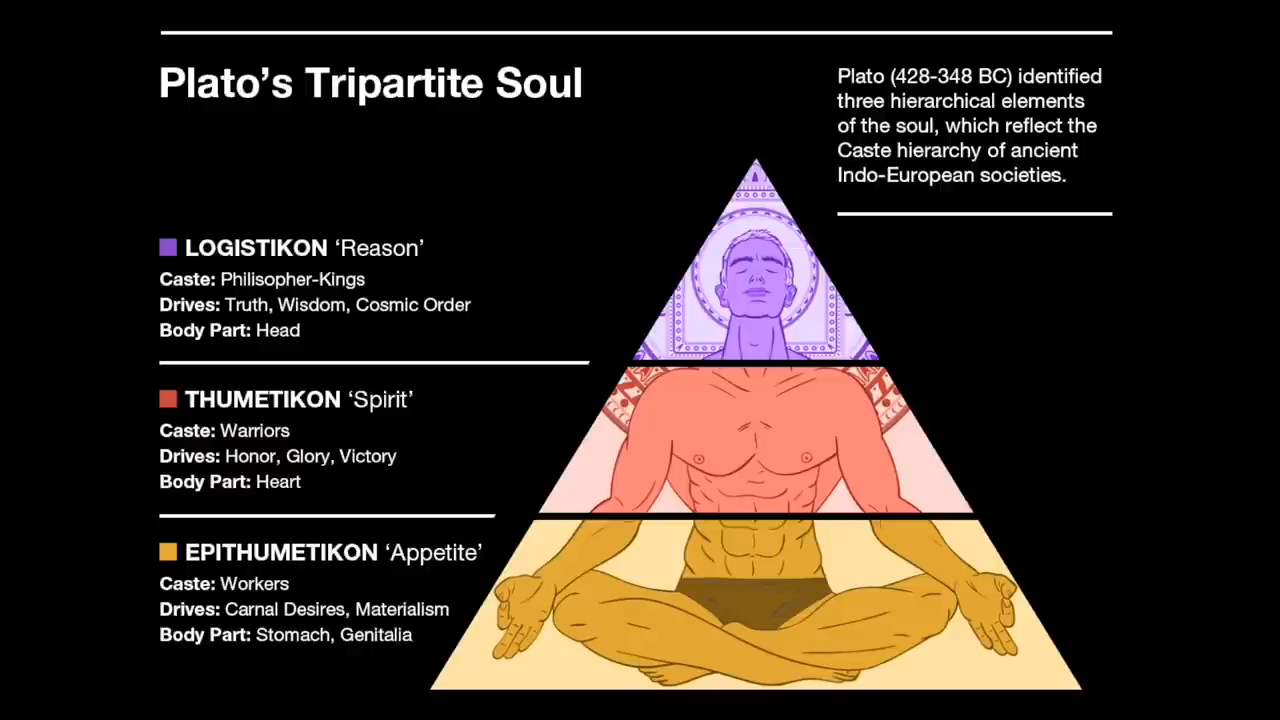 Plato’s Tripartite Soul
Plato (428-348 BC) identified
three hierarchical elements
of the soul, which reflect the
Caste hierarchy of ancient
Indo-European societies.
LOGISTIKON ‘Reason’
Caste: Philisopher-Kings
Drives: Truth, Wisdom, Cosmic Order
Body Part: Head
THUMETIKON ‘Spirit’
Caste: Warriors
Drives: Honor, Glory, Victory
Body Part: Heart
EPITHUMETIKON ‘Appetite’
Caste: Workers
Drives: Carnal Desires, Materialism
Body Part: Stomach, Genitalia